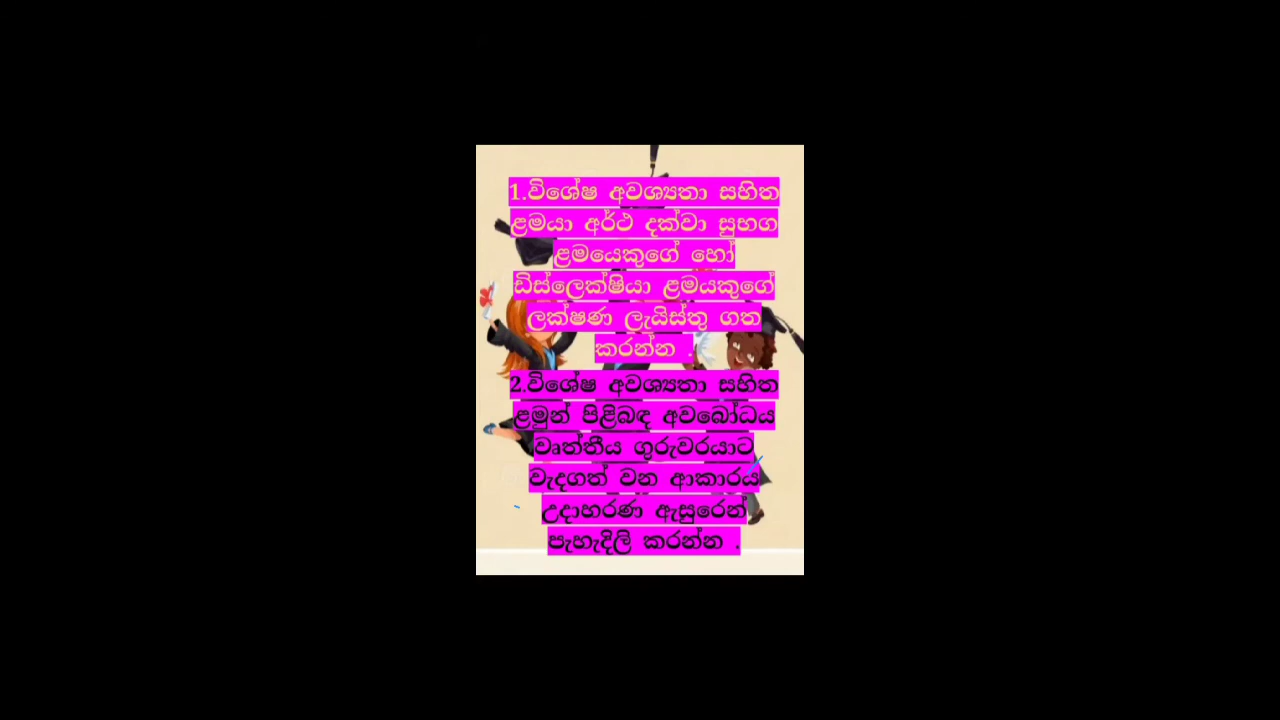 1.විශේෂ අවශ්‍යතා සහිත
ළමයා අර්ථ දක්වා සුභග
ළමයෙකුගේ හෝ
ඩිස්ලෙක්ෂියා ළමයකුගේ
ලක්ෂණ ලැයිස්තු ගත
කරන්න .
2.විශේෂ අවශ්‍යතා සහිත
ළමුන් පිළිබඳ අවබෝධය
වෘත්තීය ගුරුවරයාට
වැදගත් වන ආකාරය
උදාහරණ ඇසුරෙන්
පැහැදිලි කරන්න .